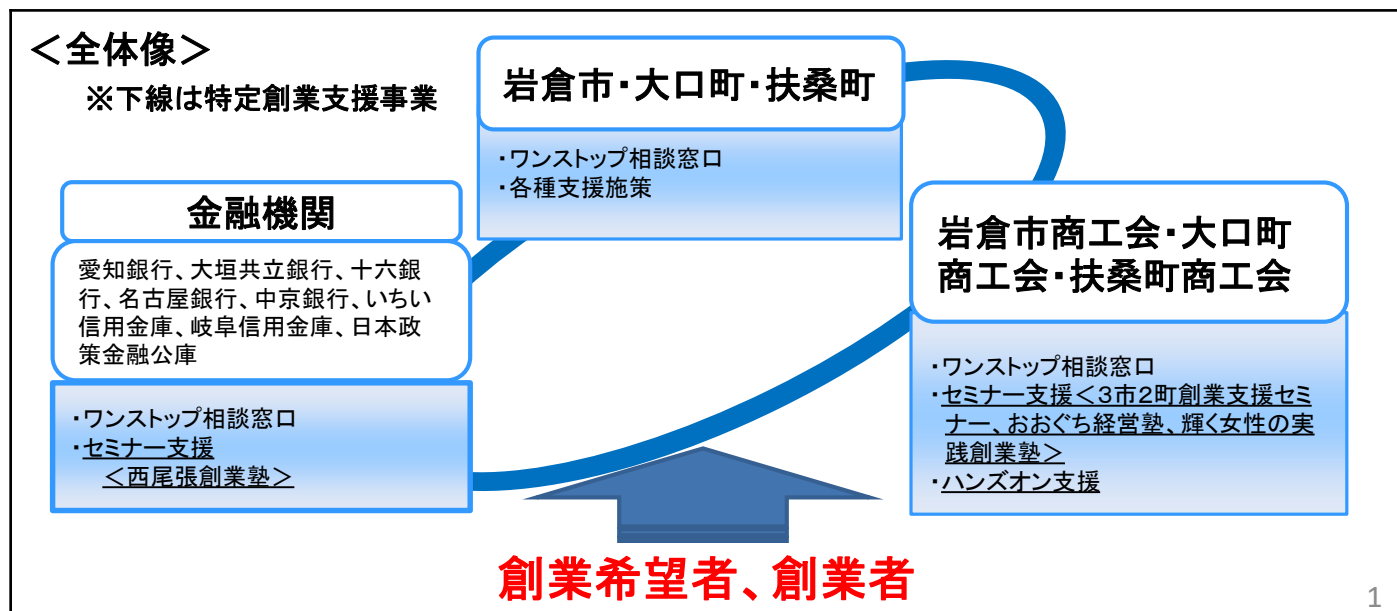 ＜全体像＞
※下線は特定創業支援事業
岩倉市・大口町・扶桑町
・ワンストップ相談窓口
・各種支援施策
金融機関
愛知銀行、大垣共立銀行、十六銀
行、名古屋銀行、中京銀行、いちい
信用金庫、岐阜信用金庫、日本政
策金融公庫
・ワンストップ相談窓口
・セミナー支援
＜西尾張創業塾＞
岩倉市商工会・大口町
商工会・扶桑町商工会
・ワンストップ相談窓口
・セミナー支援＜３市２町創業支援セミ
ナー、おおぐち経営塾、輝く女性の実
践創業塾＞
・ハンズオン支援
創業希望者、創業者
1